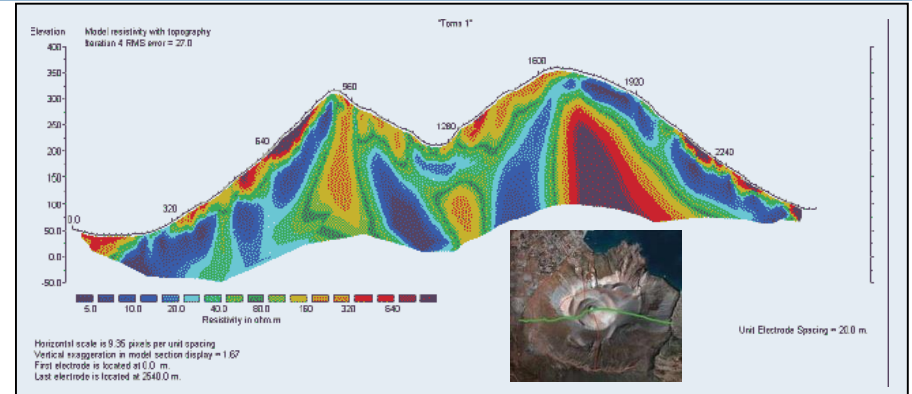 "Toma 1"
Elevation
Model resistivity with topography
Iteration 4 RMS error = 27.0
400
350
300
250
200
150
100
50.0
0.0
-50.0
0.0
320
640
960
1280
1600
1920
2240
5.0 10.0 20.0 40.0 80.0 160 320 640
Resistivity in ohm.m
Horizontal scale is 9.35 pixels per unit spacing
Vertical exaggeration in model section display = 1.67
First electrode is located at 0.0 m.
Last electrode is located at 2540.0 m.
Unit Electrode Spacing = 20.0 m.